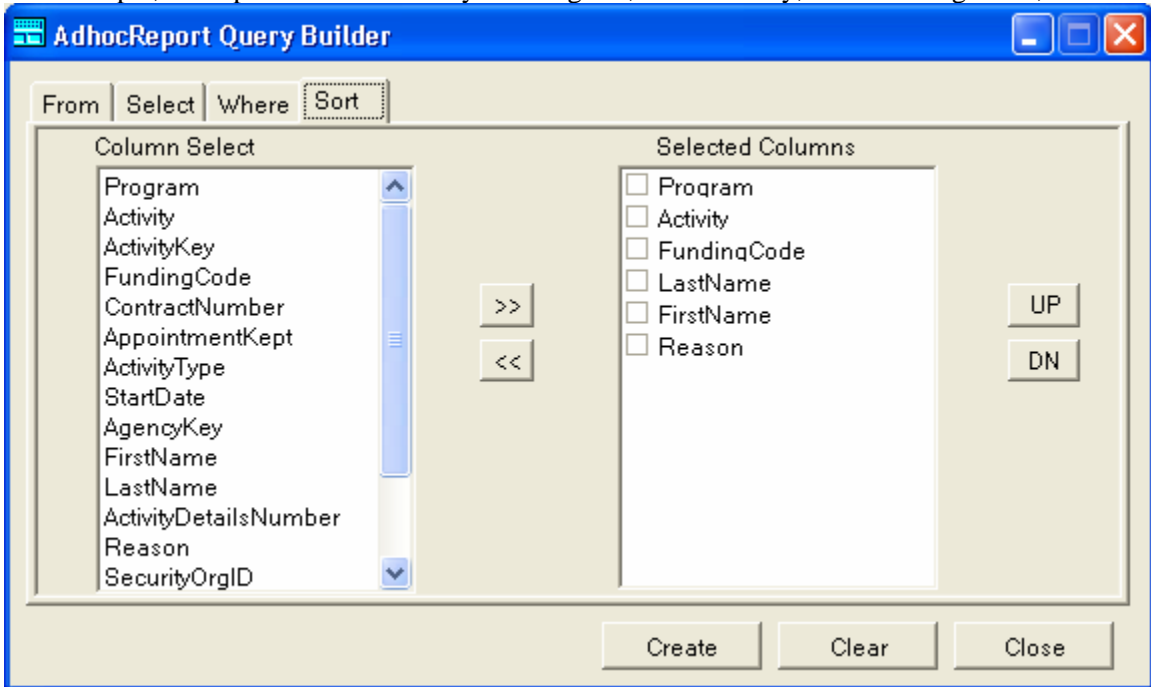 AdhocReport Query Builder
From Select Where Sort
Column Select
Program
Activity
ActivityKey
FundingCode
ContractNumber
AppointmentKept
ActivityType
StartDate
AgencyKey
FirstName
LastName
ActivityDetailsNumber
Reason
SecurityOrgID
>>
<<
Selected Columns
Program
Activity
FundingCode
LastName
FirstName
Reason
UP
DN
Create Clear Close